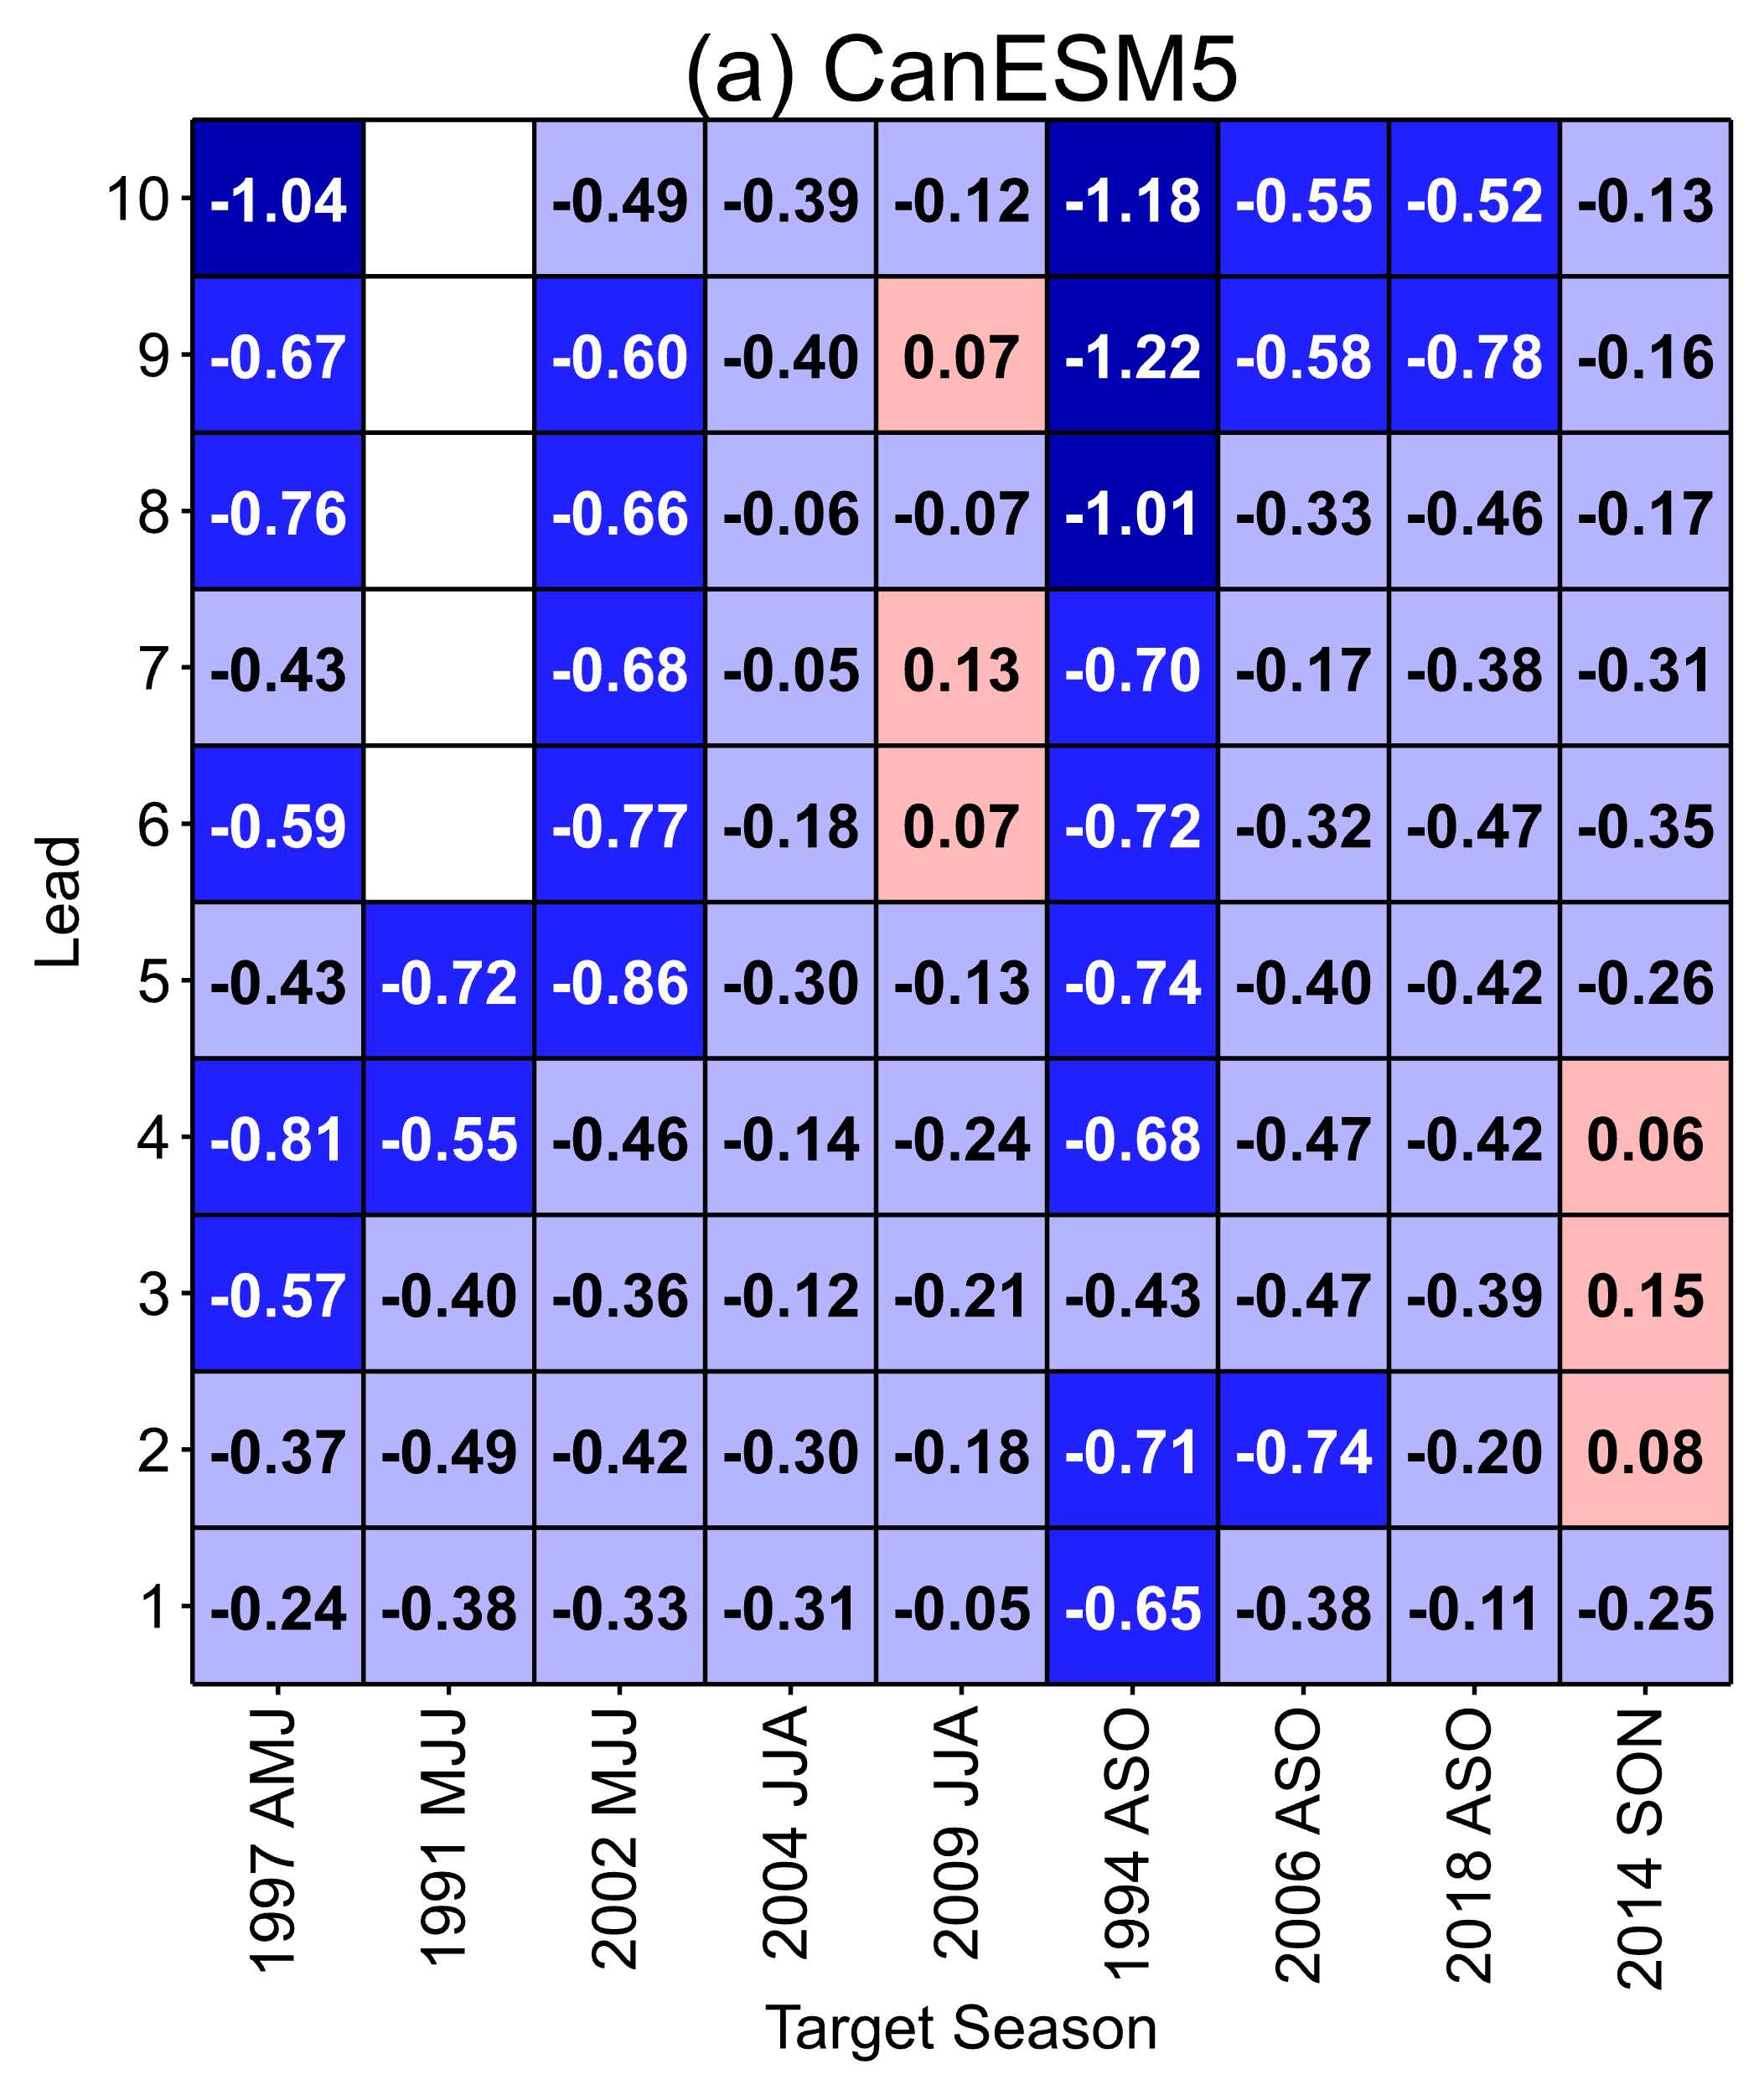 (a) CanESM5
10 -1.04 -0.49 -0.39 -0.12 -1.18 -0.55 -0.52 -0.13
9 -0.67 -0.60 -0.40 0.07 -1.22 -0.58 -0.78 -0.16
8 -0.76 -0.66 -0.06 -0.07 -1.01 -0.33 -0.46 -0.17
7 -0.43 -0.68 -0.05 0.13 -0.70 -0.17 -0.38 -0.31
6 -0.59 -0.77 -0.18 0.07 -0.72 -0.32 -0.47 -0.35
5 -0.43 -0.72 -0.86 -0.30 -0.13 -0.74 -0.40 -0.42 -0.26
4 -0.81 -0.55 -0.46 -0.14 -0.24 -0.68 -0.47 -0.42 0.06
3 -0.57 -0.40 -0.36 -0.12 -0.21 -0.43 -0.47 -0.39 0.15
2 -0.37 -0.49 -0.42 -0.30 -0.18 -0.71 -0.74 -0.20 0.08
1 -0.24 -0.38 -0.33 -0.31 -0.05 -0.65 -0.38 -0.11 -0.25
Lead
1997 AMJ
1991 MJJ
2002 MJJ
2004 JJA
2009 JJA
1994 ASO
2006 ASO
2018 ASO
2014 SON
Target Season